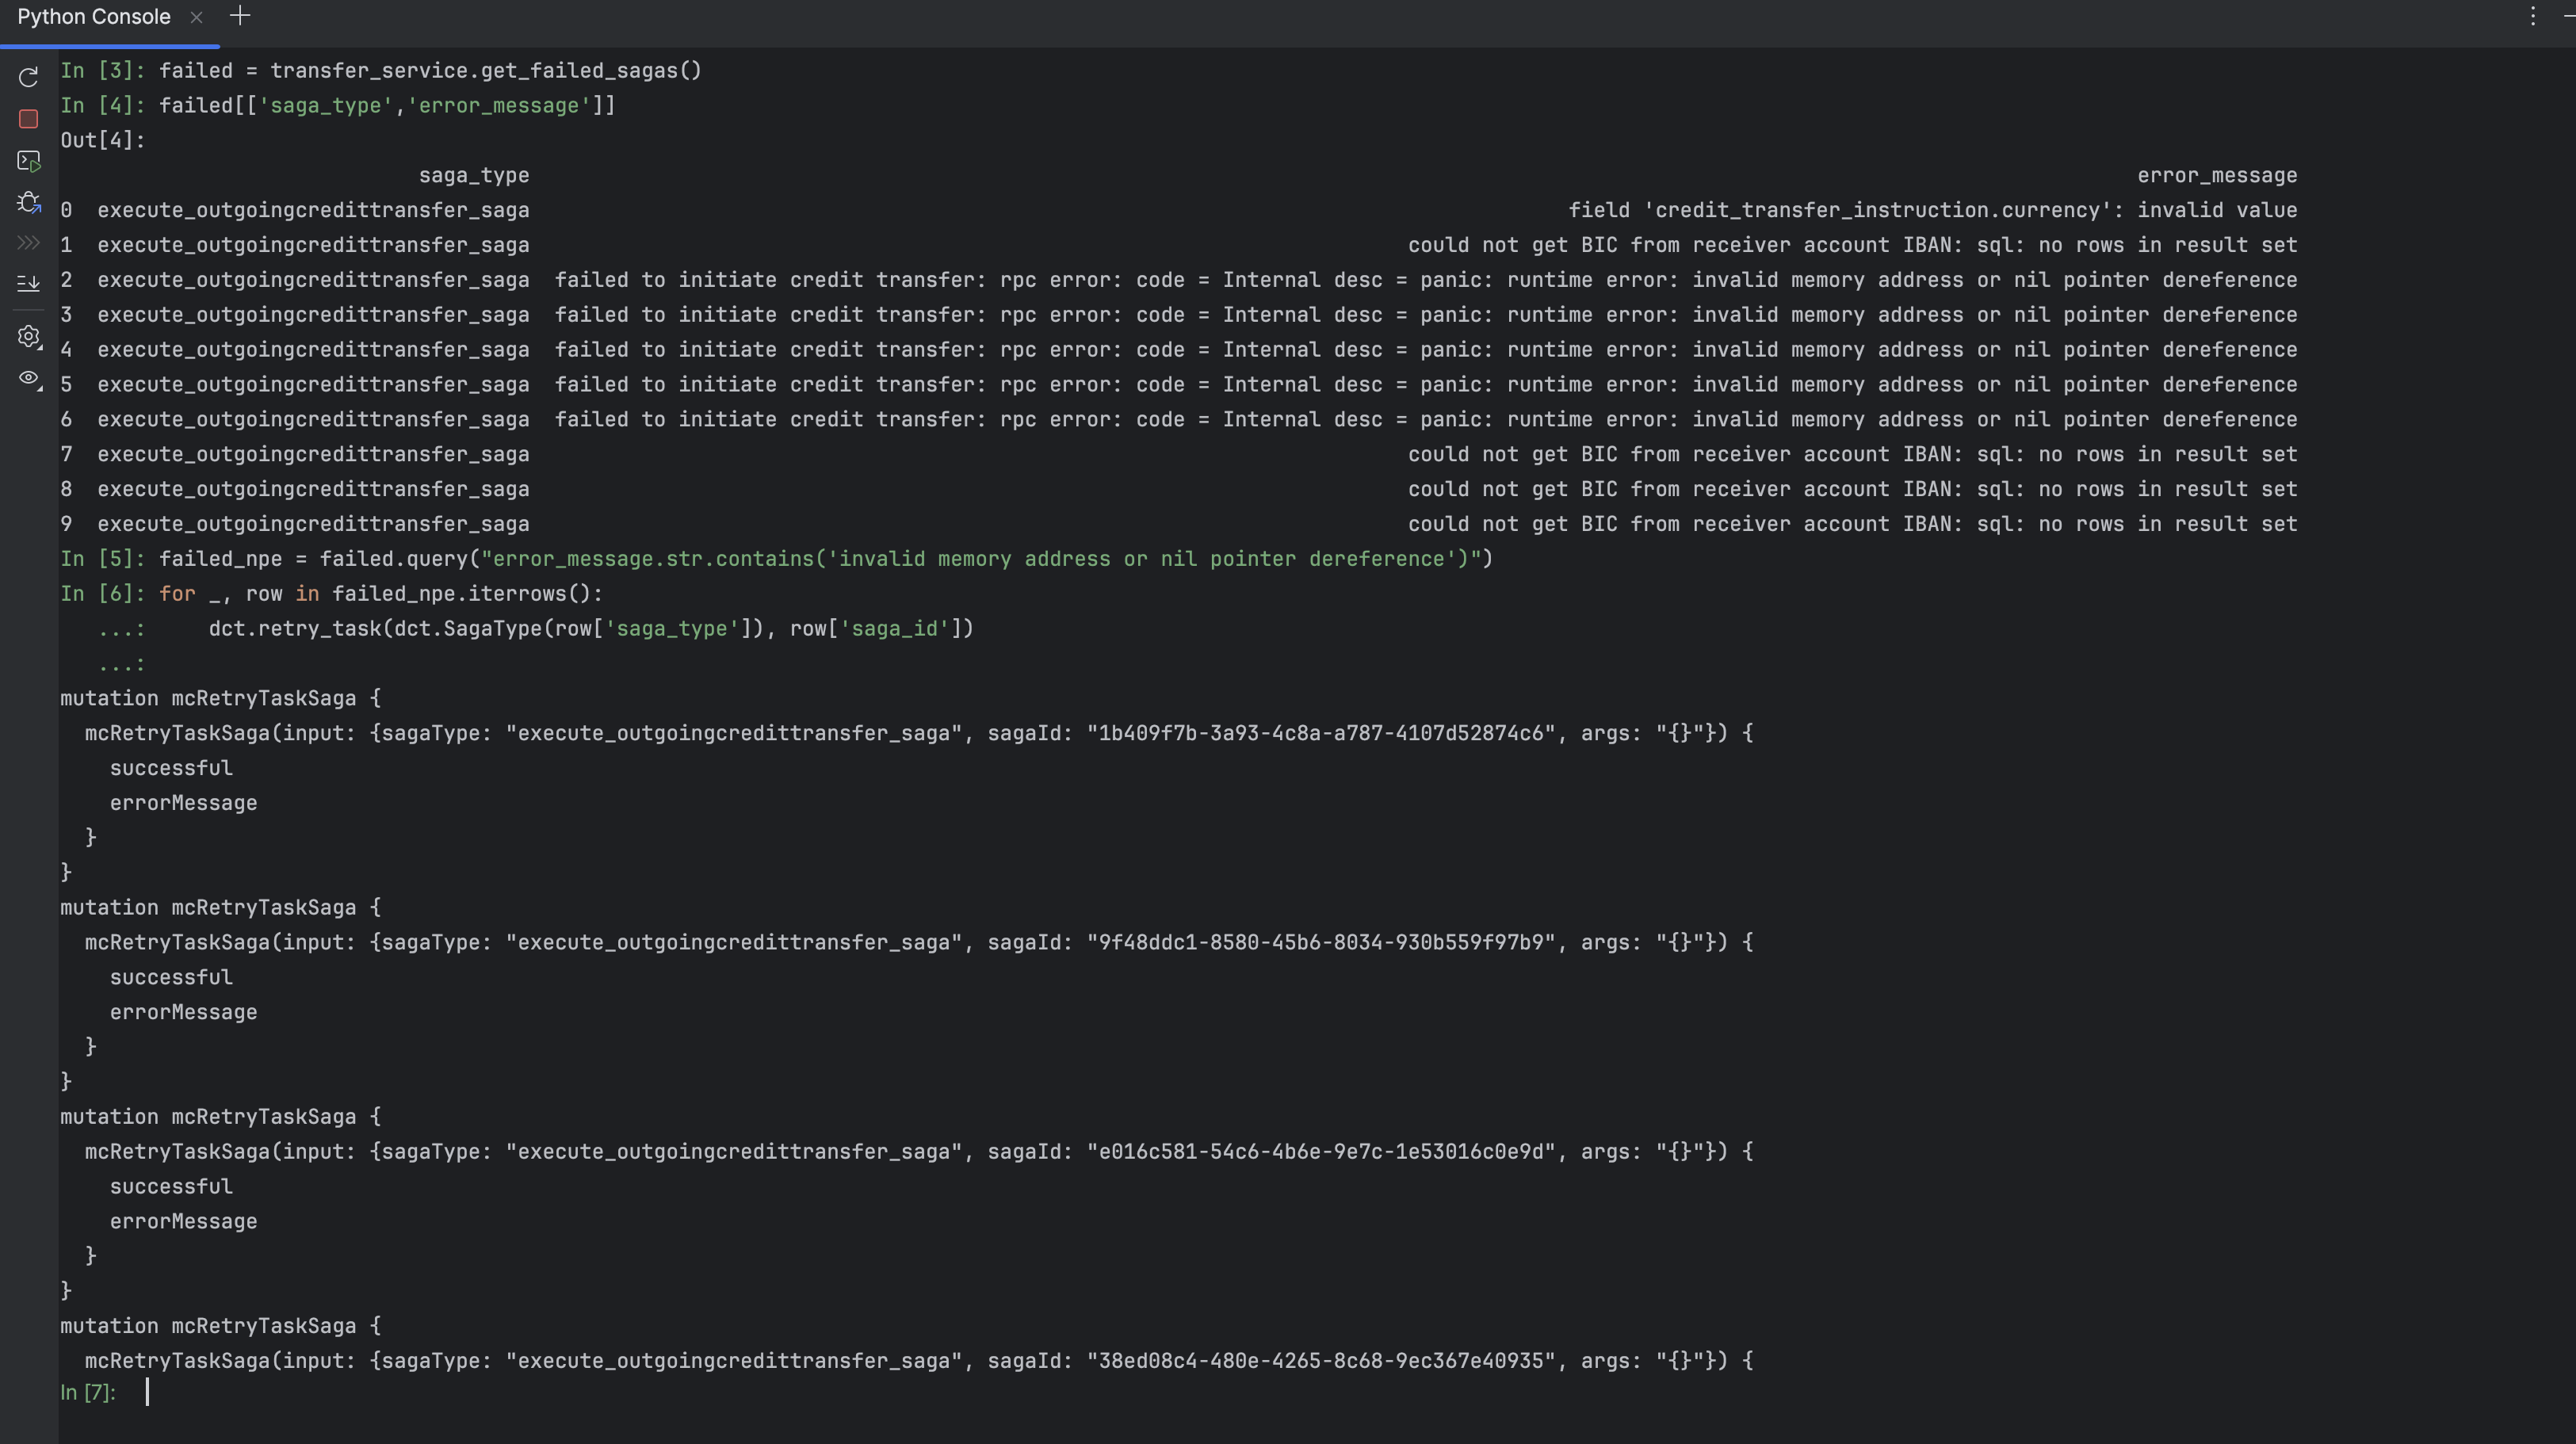 Python Console
In [3]: failed = transfer_service.get_failed_sagas()
In [4]: failed[['saga_type','error_message']]
Out[4]:
saga_type error_message
0 execute_outgoingcredittransfer_saga field 'credit_transfer_instruction.currency': invalid value
1 execute_outgoingcredittransfer_saga could not get BIC from receiver account IBAN: sql: no rows in result set
2 execute_outgoingcredittransfer_saga failed to initiate credit transfer: rpc error: code = Internal desc = panic: runtime error: invalid memory address or nil pointer dereference
3 execute_outgoingcredittransfer_saga failed to initiate credit transfer: rpc error: code = Internal desc = panic: runtime error: invalid memory address or nil pointer dereference
4 execute_outgoingcredittransfer_saga failed to initiate credit transfer: rpc error: code = Internal desc = panic: runtime error: invalid memory address or nil pointer dereference
5 execute_outgoingcredittransfer_saga failed to initiate credit transfer: rpc error: code = Internal desc = panic: runtime error: invalid memory address or nil pointer dereference
6 execute_outgoingcredittransfer_saga failed to initiate credit transfer: rpc error: code = Internal desc = panic: runtime error: invalid memory address or nil pointer dereference
7 execute_outgoingcredittransfer_saga could not get BIC from receiver account IBAN: sql: no rows in result set
8 execute_outgoingcredittransfer_saga could not get BIC from receiver account IBAN: sql: no rows in result set
9 execute_outgoingcredittransfer_saga could not get BIC from receiver account IBAN: sql: no rows in result set
In [5]: failed_npe = failed.query("error_message.str.contains('invalid memory address or nil pointer dereference')")
In [6]: for _, row in failed_npe.iterrows():
...:     dct.retry_task(dct.SagaType(row['saga_type']), row['saga_id'])
...:
mutation mcRetryTaskSaga {
  mcRetryTaskSaga(input: {sagaType: "execute_outgoingcredittransfer_saga", sagaId: "1b409f7b-3a93-4c8a-a787-4107d52874c6", args: "{}"}) {
    successful
    errorMessage
  }
}
mutation mcRetryTaskSaga {
  mcRetryTaskSaga(input: {sagaType: "execute_outgoingcredittransfer_saga", sagaId: "9f48ddc1-8580-45b6-8034-930b559f97b9", args: "{}"}) {
    successful
    errorMessage
  }
}
mutation mcRetryTaskSaga {
  mcRetryTaskSaga(input: {sagaType: "execute_outgoingcredittransfer_saga", sagaId: "e016c581-54c6-4b6e-9e7c-1e53016c0e9d", args: "{}"}) {
    successful
    errorMessage
  }
}
mutation mcRetryTaskSaga {
  mcRetryTaskSaga(input: {sagaType: "execute_outgoingcredittransfer_saga", sagaId: "38ed08c4-480e-4265-8c68-9ec367e40935", args: "{}"}) {
In [7]: